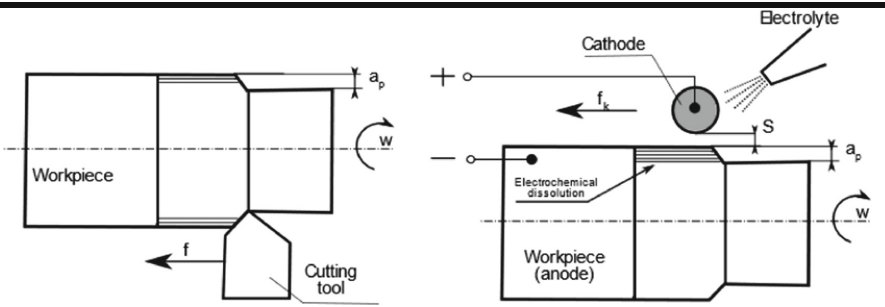 a_p
w
Workpiece
f
Cutting
tool
Electrolyte
Cathode
+
f_k
S
−
a_p
Electrochemical
dissolution
w
Workpiece
(anode)